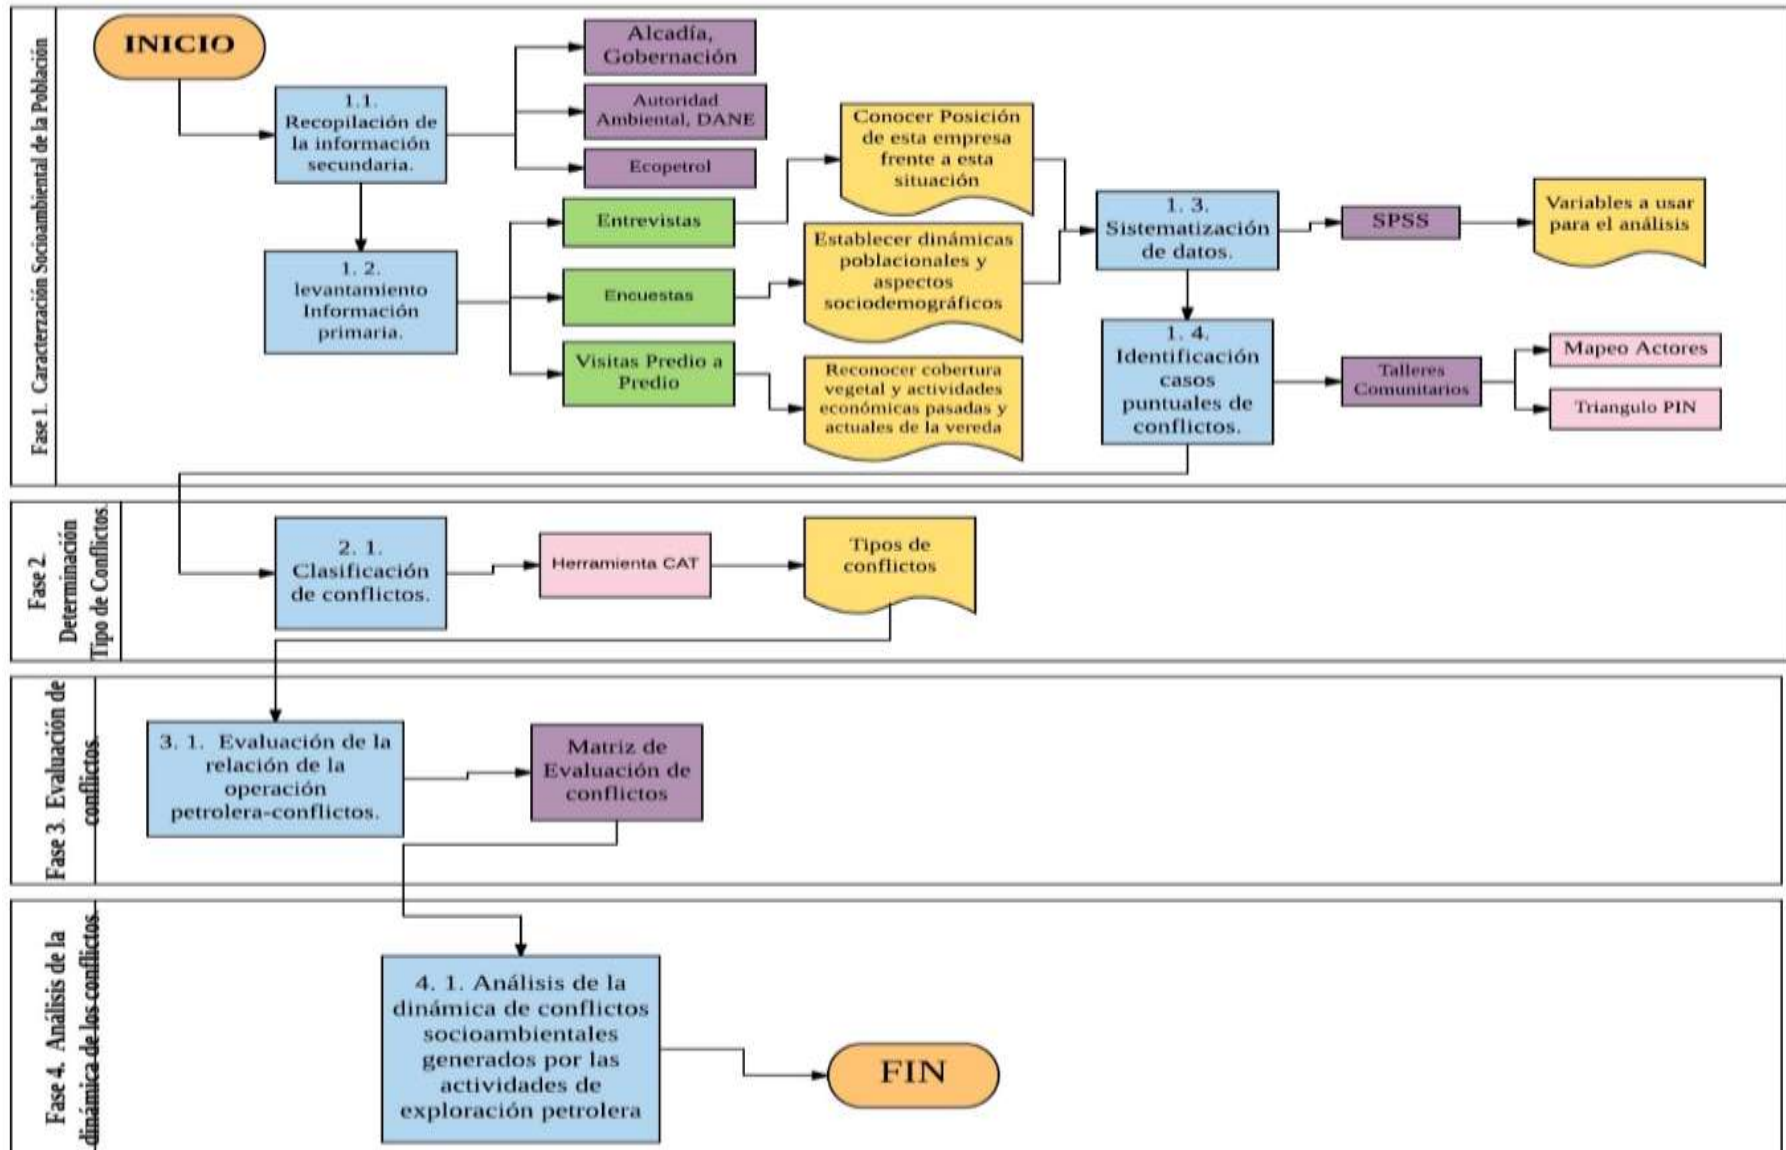 Fase 1. Caracterzación Socioambiental de la Población
INICIO
1.1.
Recopilación de
la información
secundaria.
Alcadía,
Gobernación
Autoridad
Ambiental, DANE
Ecopetrol
1. 2.
levantamiento
Información
primaria.
Entrevistas
Encuestas
Visitas Predio a
Predio
Conocer Posición
de esta empresa
frente a esta
situación
Establecer dinámicas
poblacionales y
aspectos
sociodemográficos
Reconocer cobertura
vegetal y actividades
económicas pasadas y
actuales de la vereda
1. 3.
Sistematización
de datos.
SPSS
Variables a usar
para el análisis
1. 4.
Identificación
casos
puntuales de
conflictos.
Talleres
Comunitarios
Mapeo Actores
Triangulo PIN
Fase 2.
Determinación
Tipo de Conflictos.
2. 1.
Clasificación
de conflictos.
Herramienta CAT
Tipos de
conflictos
Fase 3. Evaluación de
conflictos.
3. 1. Evaluación de la
relación de la
operación
petrolera-conflictos.
Matriz de
Evaluación de
conflictos
Fase 4. Análisis de la
dinámica de los conflictos.
4. 1. Análisis de la
dinámica de conflictos
socioambientales
generados por las
actividades de
exploración petrolera
FIN